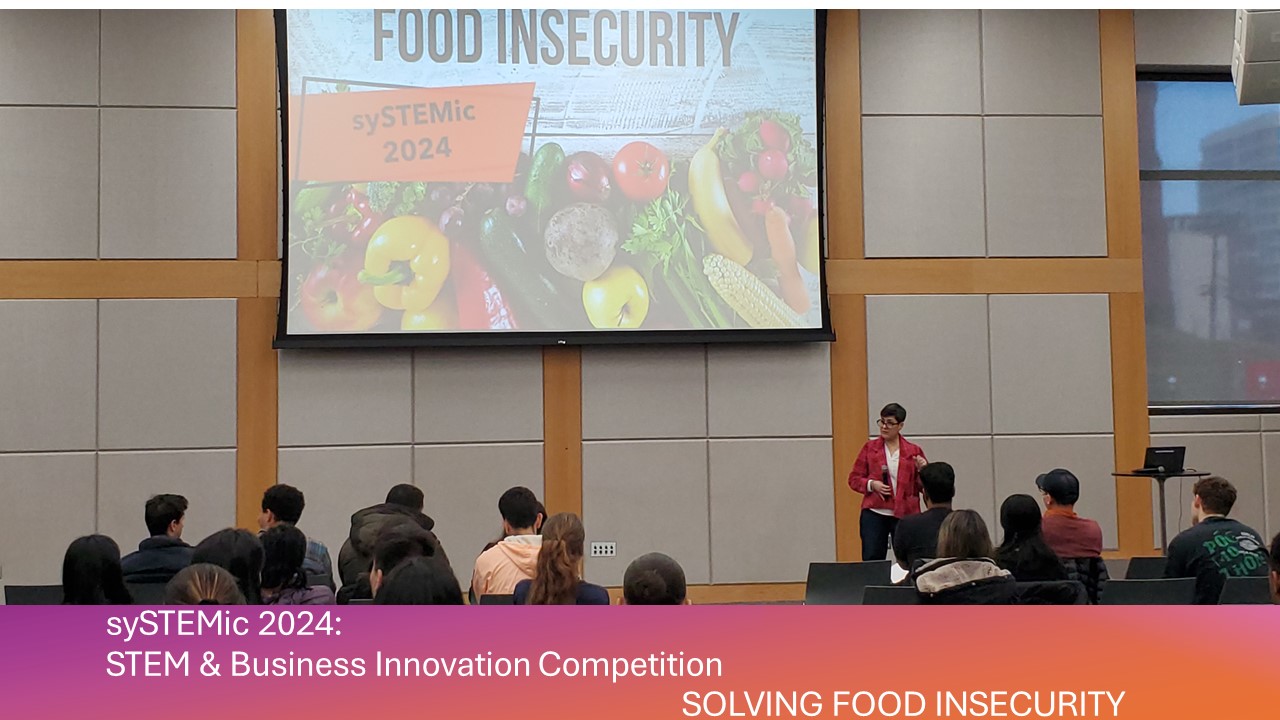 FOOD INSECURITY
sySTEMic
2024
sySTEMic 2024:
STEM & Business Innovation Competition
SOLVING FOOD INSECURITY